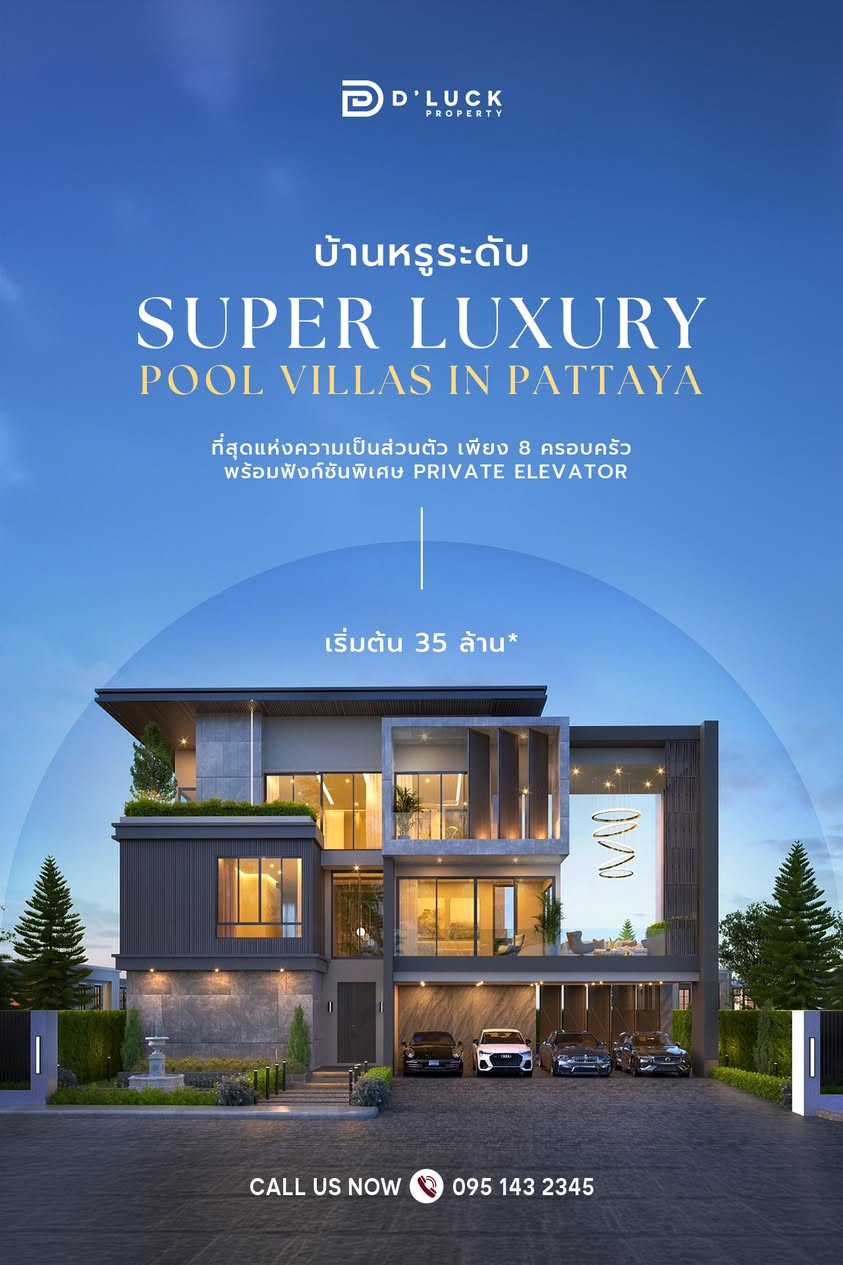 D'LUCK
PROPERTY
บ้านหรูระดับ
SUPER LUXURY
POOL VILLAS IN PATTAYA
ที่สุดแห่งความเป็นส่วนตัว เพียง 8 ครอบครัว
พร้อมฟังก์ชันพิเศษ PRIVATE ELEVATOR
เริ่มต้น 35 ล้าน*
CALL US NOW 095 143 2345